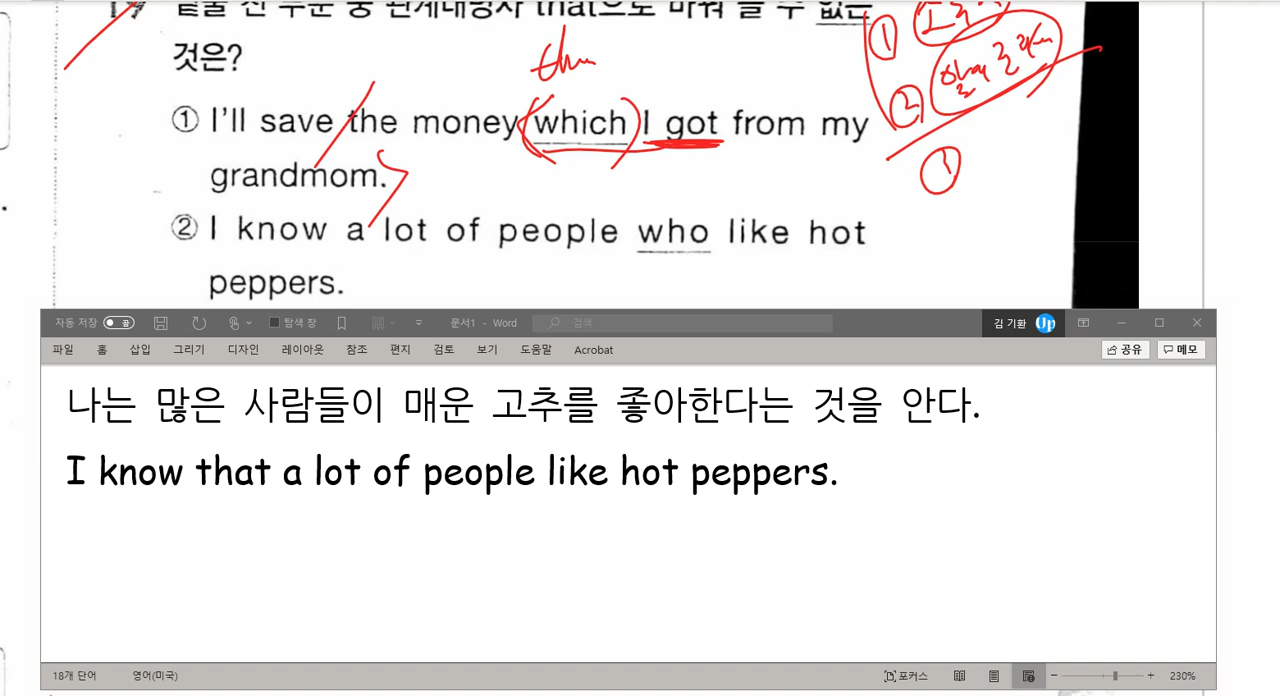 것은?
① I'll save the money which I got from my
grandmom.
② I know a lot of people who like hot
peppers.
①
②
①
자동 저장 끔
탐색 창
문서1 - Word
검색
김 기환
파일 홈 삽입 그리기 디자인 레이아웃 참조 편지 검토 보기 도움말 Acrobat
공유 메모
나는 많은 사람들이 매운 고추를 좋아한다는 것을 안다.
I know that a lot of people like hot peppers.
18개 단어 영어(미국)
포커스
230%